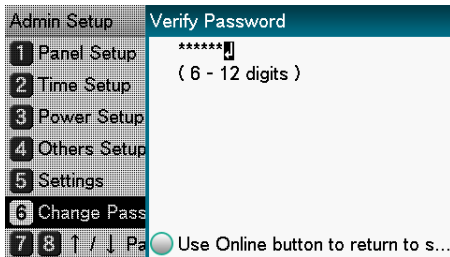 Admin Setup
1 Panel Setup
2 Time Setup
3 Power Setup
4 Others Setup
5 Settings
6 Change Pass
7 8 ↑ / ↓ Pa
Verify Password
******↲
( 6 - 12 digits )
Use Online button to return to s...